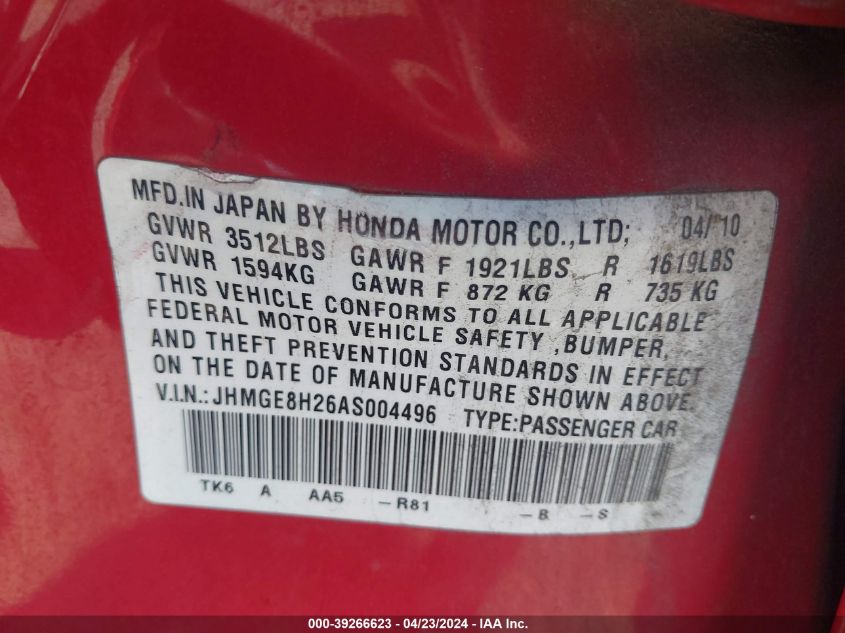 MFD.IN JAPAN BY HONDA MOTOR CO.,LTD; 04/10
GVWR 3512LBS GAWR F 1921LBS R 1619LBS
GVWR 1594KG GAWR F 872 KG R 735 KG
THIS VEHICLE CONFORMS TO ALL APPLICABLE
FEDERAL MOTOR VEHICLE SAFETY ,BUMPER,
AND THEFT PREVENTION STANDARDS IN EFFECT
ON THE DATE OF MANUFACTURE SHOWN ABOVE.
V.I.N.: JHMGE8H26AS004496 TYPE:PASSENGER CAR
TK6 A AA5 -R81 -B -S
000-39266623 - 04/23/2024 - IAA Inc.